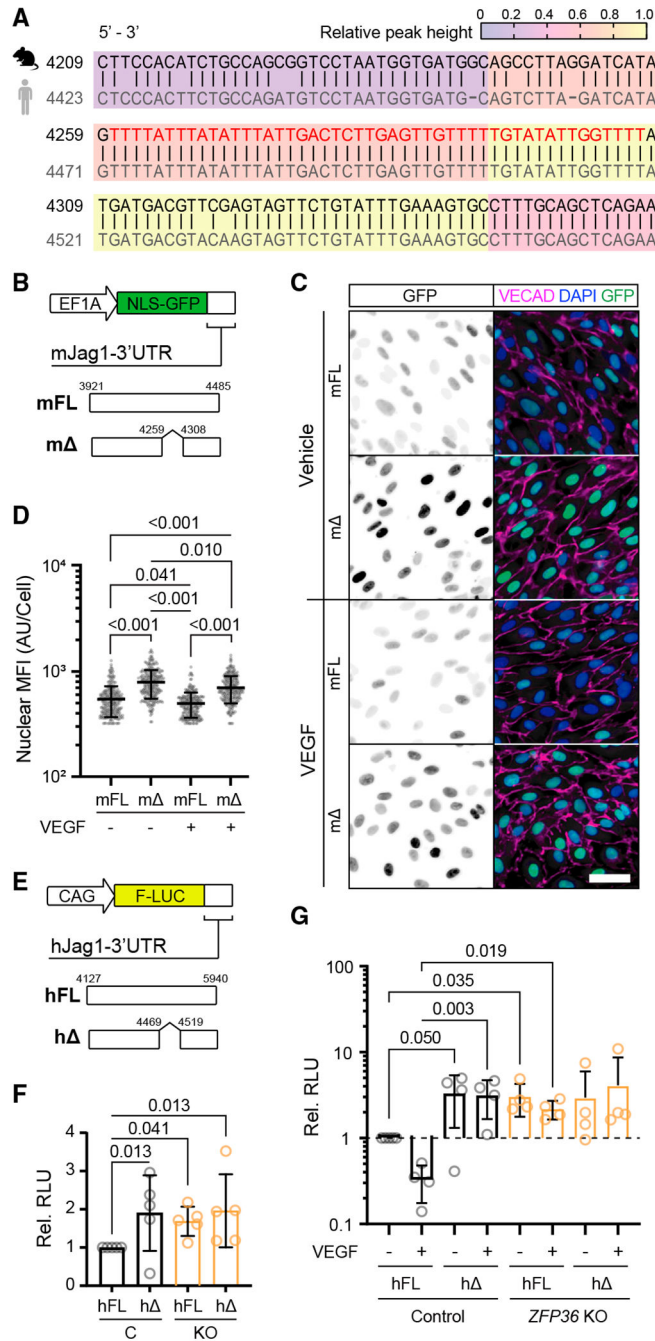 A
5' - 3'
Relative peak height
0 0.2 0.4 0.6 0.8 1.0
4209 CTTCCACATCTGCCAGCGGTCCTAATGGTGATGGCAGCCTTAGGATCATA
4423 CTCCCACTTCTGCCAGATGTCCTAATGGTGATG-CAGTCTTA-GATCATA
4259 GTTTTATTTATATTTATTGACTCTTGAGTTGTTTTTGTATATTGGTTTTA
4471 GTTTTATTTATATTTATTGACTCTTGAGTTGTTTTTGTATATTGGTTTTA
4309 TGATGACGTTCGAGTAGTTCTGTATTTGAAAGTGCCTTTGCAGCTCAGAA
4521 TGATGACGTACAAGTAGTTCTGTATTTGAAAGTGCCTTTGCAGCTCAGAA
B
EF1A NLS-GFP
mJag1-3'UTR
3921 4485
mFL
4259 4308
mΔ
C
GFP VECAD DAPI GFP
Vehicle
mFL
mΔ
VEGF
mFL
mΔ
D
<0.001
0.010
0.041
<0.001
<0.001 <0.001
Nuclear MFI (AU/Cell)
10⁴
10³
10²
mFL mΔ mFL mΔ
VEGF - - + +
E
CAG F-LUC
hJag1-3'UTR
4127 5940
hFL
4469 4519
hΔ
F
0.013
0.041
0.013
Rel. RLU
4
3
2
1
0
hFL hΔ hFL hΔ
C KO
G
0.019
0.035
0.003
0.050
Rel. RLU
100
10
1
0.1
VEGF - + - + - + - +
hFL hΔ hFL hΔ
Control ZFP36 KO